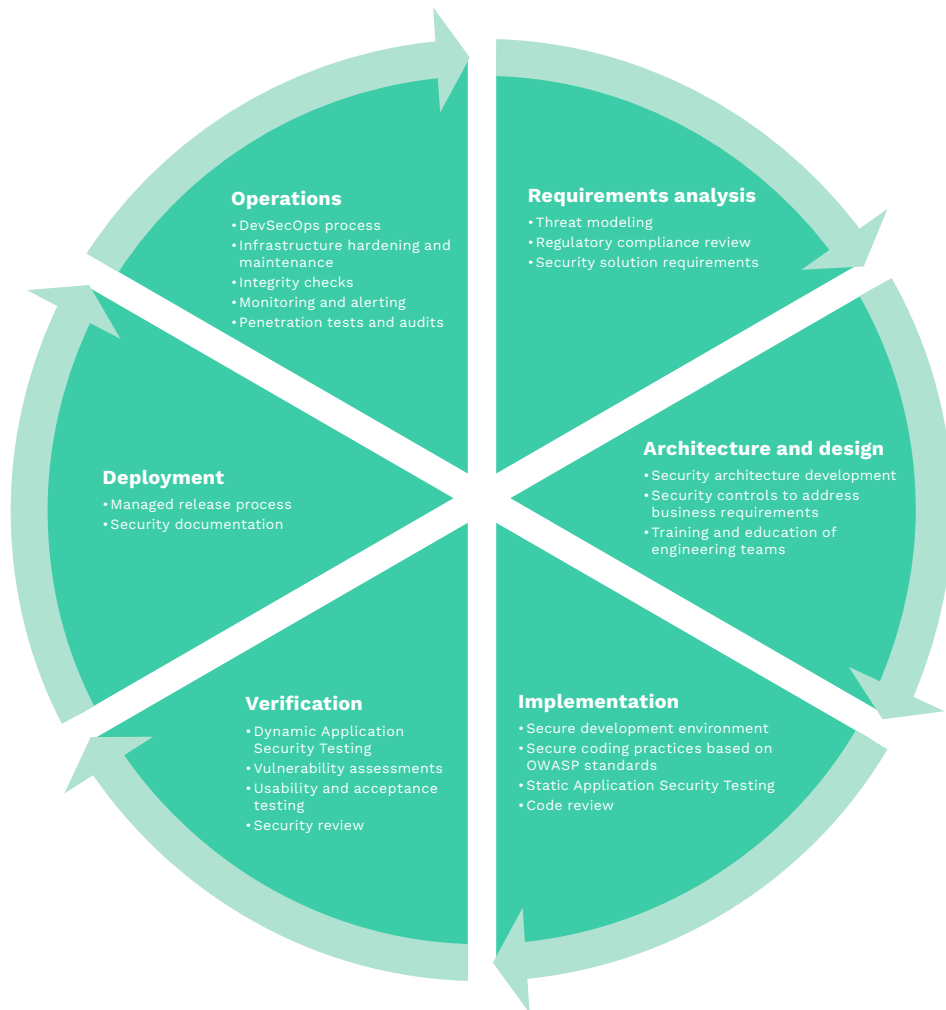 Operations
•DevSecOps process
•Infrastructure hardening and
maintenance
•Integrity checks
•Monitoring and alerting
•Penetration tests and audits
Requirements analysis
•Threat modeling
•Regulatory compliance review
•Security solution requirements
Architecture and design
•Security architecture development
•Security controls to address
business requirements
•Training and education of
engineering teams
Deployment
•Managed release process
•Security documentation
Verification
•Dynamic Application
Security Testing
•Vulnerability assessments
•Usability and acceptance
testing
•Security review
Implementation
•Secure development environment
•Secure coding practices based on
OWASP standards
•Static Application Security Testing
•Code review